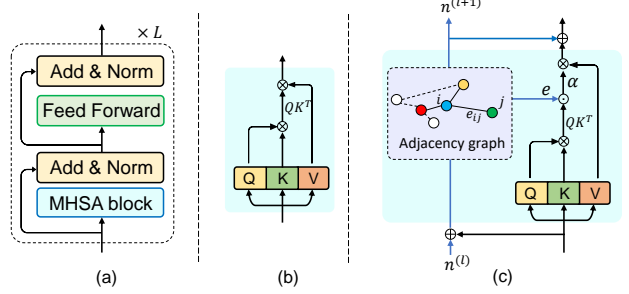 × L
Add & Norm
Feed Forward
Add & Norm
MHSA block
(a)
QK^T
Q K V
(b)
n^(l+1)
i
j
e_ij
Adjacency graph
e
α
QK^T
Q K V
n^(l)
(c)